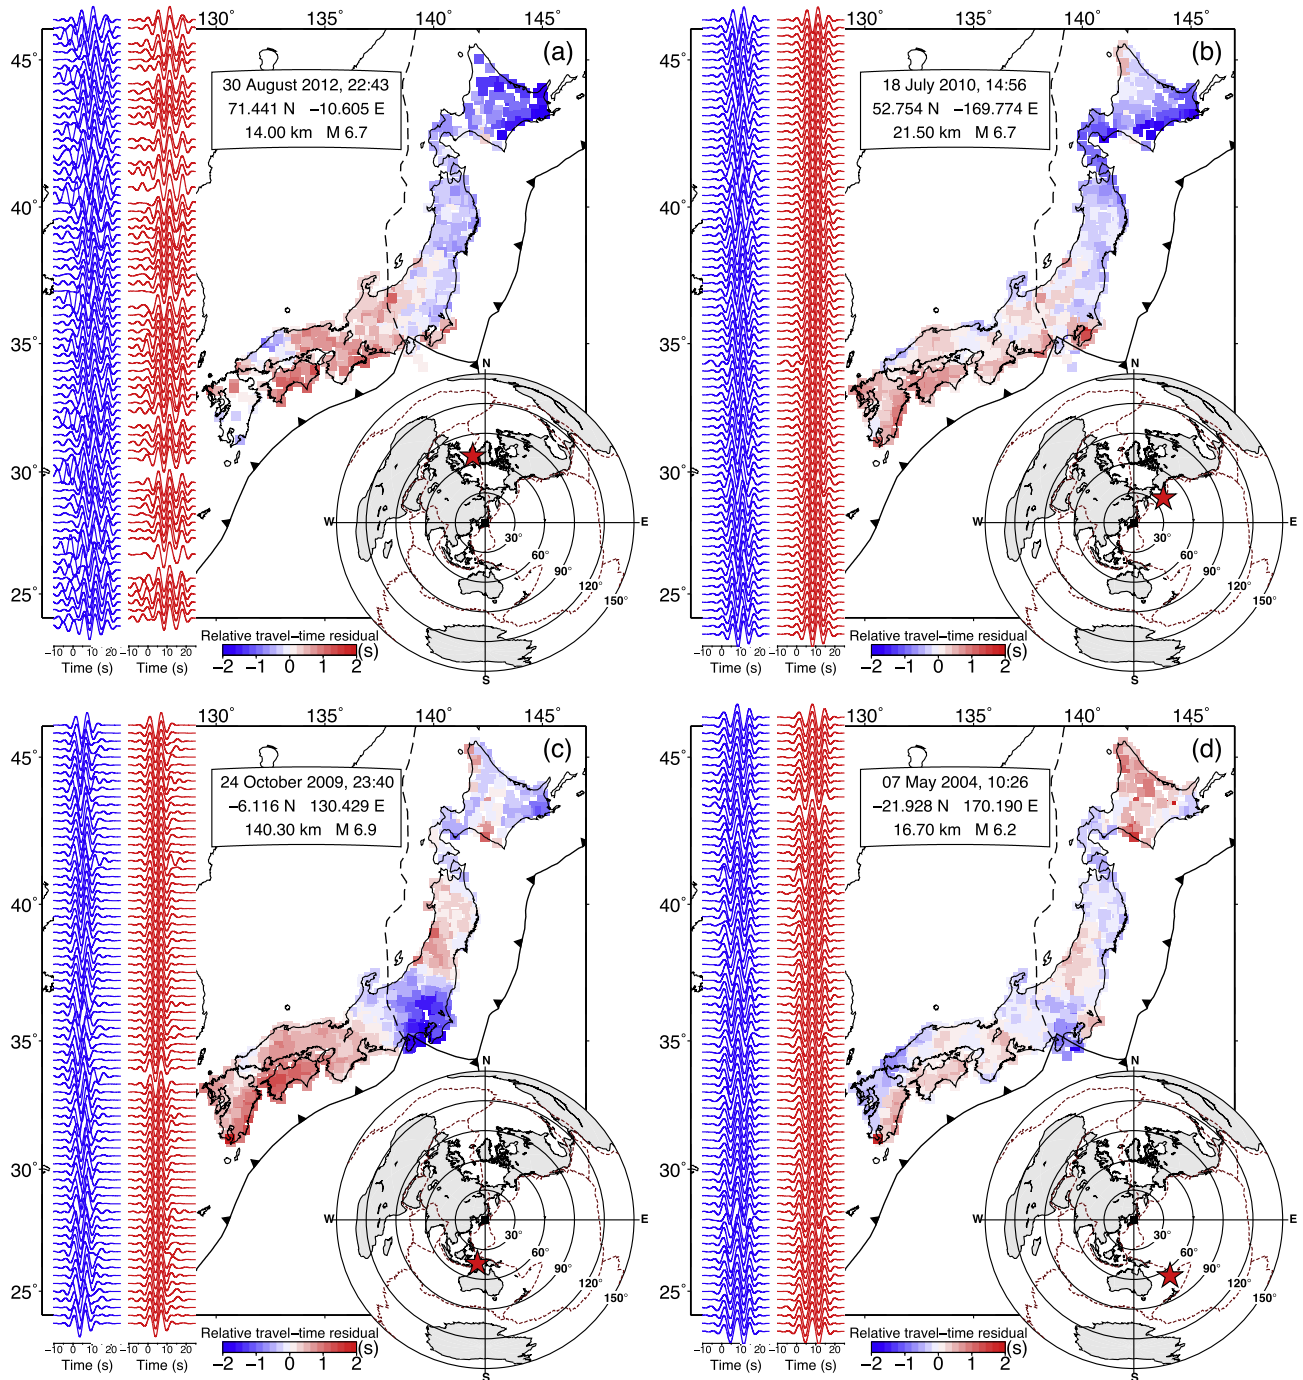 130° 135° 140° 145°
(a)
45°
40°
35°
30°
25°
30 August 2012, 22:43
71.441 N −10.605 E
14.00 km M 6.7
N
W
E
S
30°
60°
90°
120°
150°
−10 0 10 20
Time (s)
−10 0 10 20
Time (s)
Relative travel−time residual
(s)
−2 −1 0 1 2
130° 135° 140° 145°
(b)
45°
40°
35°
30°
25°
18 July 2010, 14:56
52.754 N −169.774 E
21.50 km M 6.7
N
W
E
S
30°
60°
90°
120°
150°
−10 0 10 20
Time (s)
−10 0 10 20
Time (s)
Relative travel−time residual
(s)
−2 −1 0 1 2
130° 135° 140° 145°
(c)
45°
40°
35°
30°
25°
24 October 2009, 23:40
−6.116 N 130.429 E
140.30 km M 6.9
N
W
E
S
30°
60°
90°
120°
150°
−10 0 10 20
Time (s)
−10 0 10 20
Time (s)
Relative travel−time residual
(s)
−2 −1 0 1 2
130° 135° 140° 145°
(d)
45°
40°
35°
30°
25°
07 May 2004, 10:26
−21.928 N 170.190 E
16.70 km M 6.2
N
W
E
S
30°
60°
90°
120°
150°
−10 0 10 20
Time (s)
−10 0 10 20
Time (s)
Relative travel−time residual
(s)
−2 −1 0 1 2